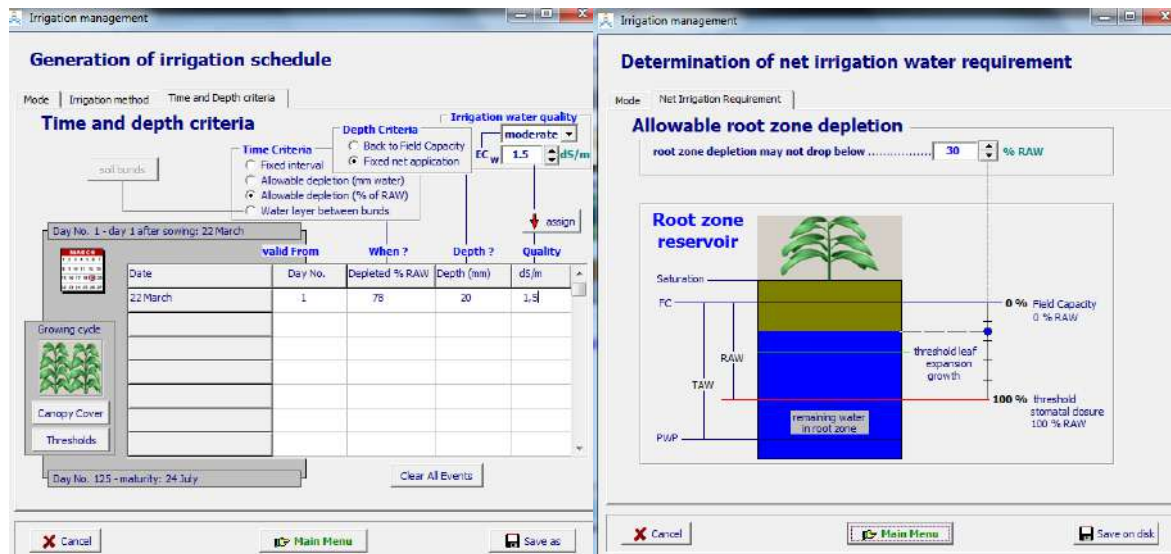 Irrigation management
Generation of irrigation schedule
Mode Irrigation method Time and Depth criteria
Time and depth criteria
Irrigation water quality
moderate
EC w 1.5 dS/m
Depth Criteria
Back to Field Capacity
Fixed net application
Time Criteria
Fixed interval
Allowable depletion (mm water)
Allowable depletion (% of RAW)
Water layer between bunds
soil bunds
assign
Day No. 1 - day 1 after sowing: 22 March
MARCH
valid From When ? Depth ? Quality
Date Day No. Depleted % RAW Depth (mm) dS/m
22 March 1 78 20 1,5
Growing cycle
Canopy Cover
Thresholds
Day No. 125 - maturity: 24 July
Clear All Events
Cancel Main Menu Save as
Irrigation management
Determination of net irrigation water requirement
Mode Net Irrigation Requirement
Allowable root zone depletion
root zone depletion may not drop below ................. 30 % RAW
Root zone
reservoir
Saturation
FC
0 % Field Capacity
0 % RAW
RAW
threshold leaf
expansion
growth
TAW
100 % threshold
stomatal closure
100 % RAW
remaining water
in root zone
PWP
Cancel Main Menu Save on disk